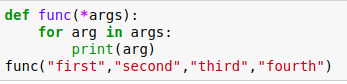 def func(*args):
    for arg in args:
        print(arg)
func("first","second","third","fourth")